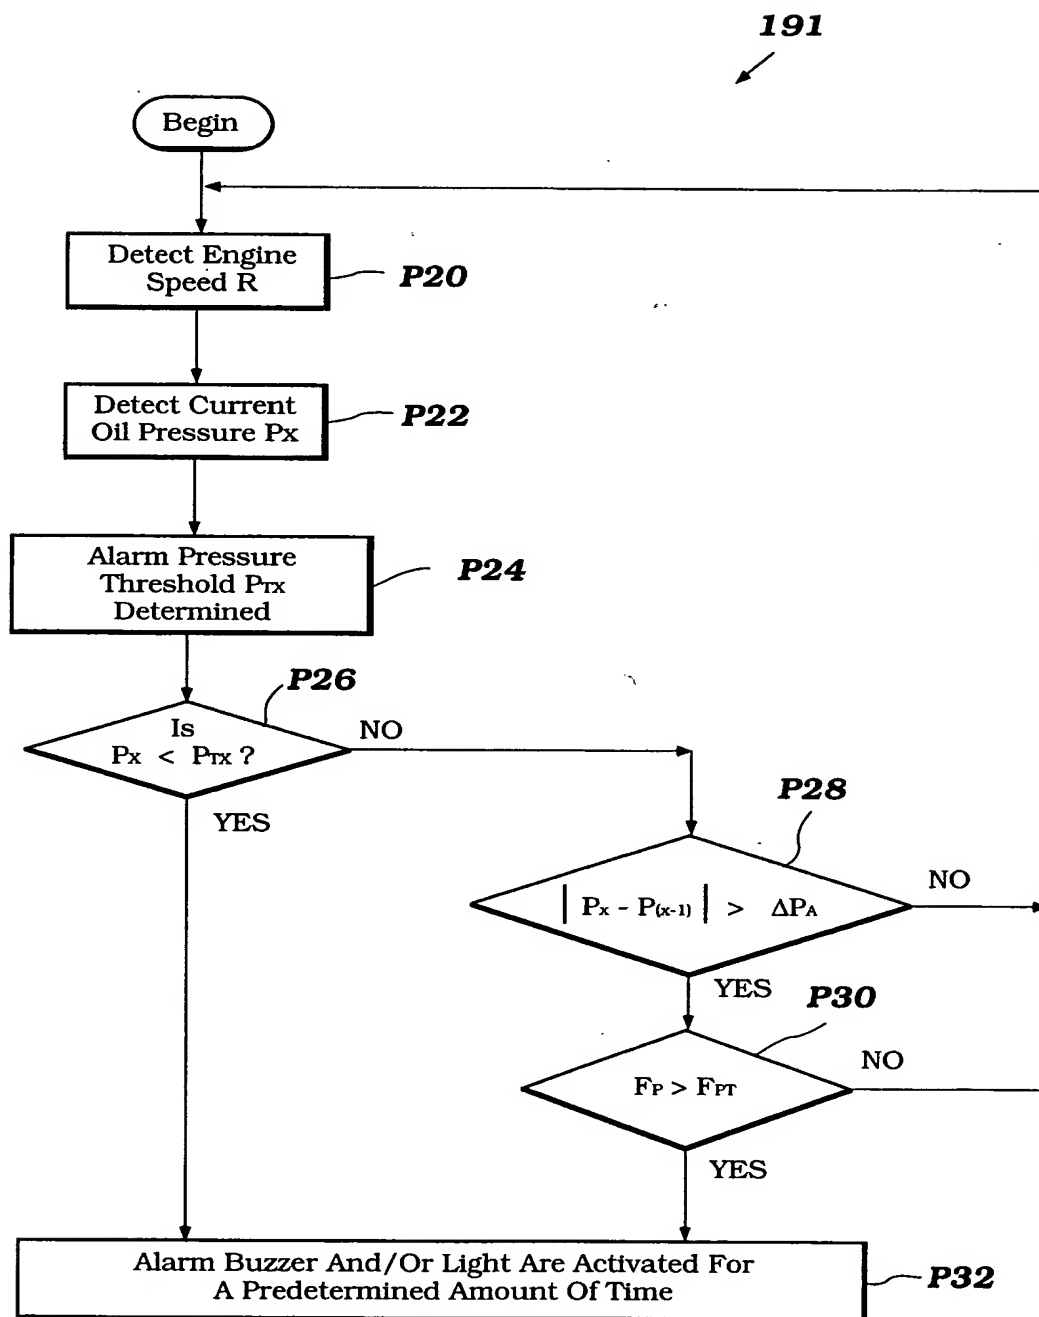 191
Begin
Detect Engine
Speed R
P20
Detect Current
Oil Pressure Px
P22
Alarm Pressure
Threshold PTX
Determined
P24
P26
Is
Px < PTX ?
NO
YES
P28
| Px - P(x-1) | > ΔPA
NO
YES
P30
FP > FPT
NO
YES
Alarm Buzzer And/Or Light Are Activated For
A Predetermined Amount Of Time
P32